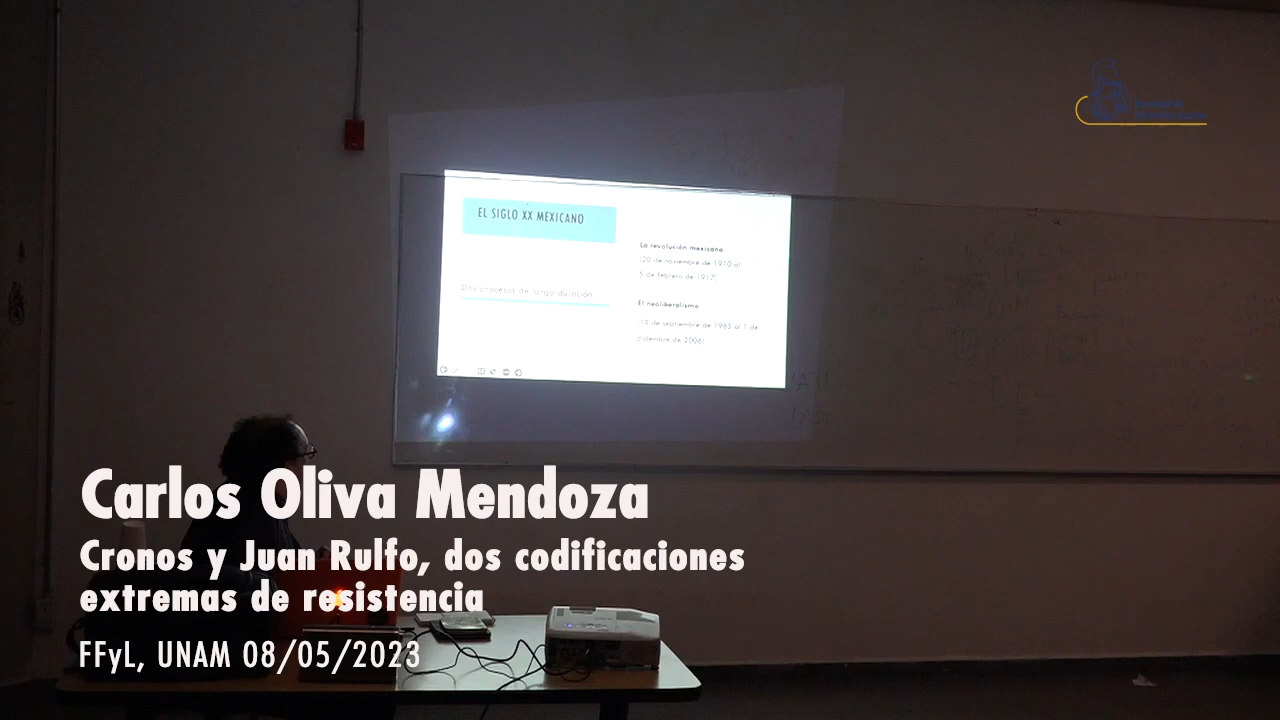 EL SIGLO XX MEXICANO
Dos procesos de larga duración
La revolución mexicana
(20 de noviembre de 1910 al
5 de febrero de 1917)
El neoliberalismo
(19 de septiembre de 1985 al 1 de
diciembre de 2006)
Carlos Oliva Mendoza
Cronos y Juan Rulfo, dos codificaciones
extremas de resistencia
FFyL, UNAM 08/05/2023